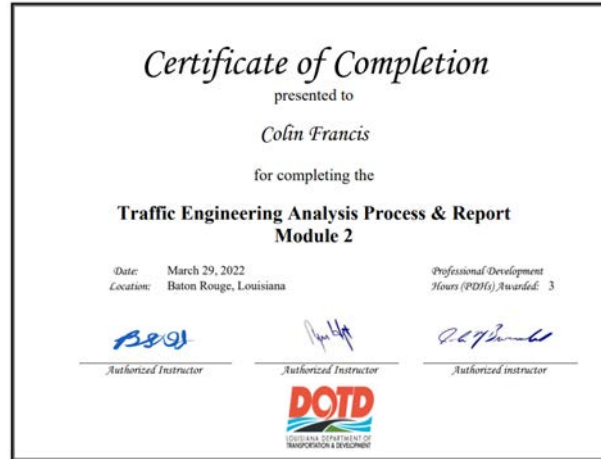 Certificate of Completion
presented to
Colin Francis
for completing the
Traffic Engineering Analysis Process & Report
Module 2
Date: March 29, 2022
Location: Baton Rouge, Louisiana
Professional Development
Hours (PDHs) Awarded: 3
Authorized Instructor
Authorized Instructor
Authorized instructor
DOTD
LOUISIANA DEPARTMENT OF
TRANSPORTATION & DEVELOPMENT